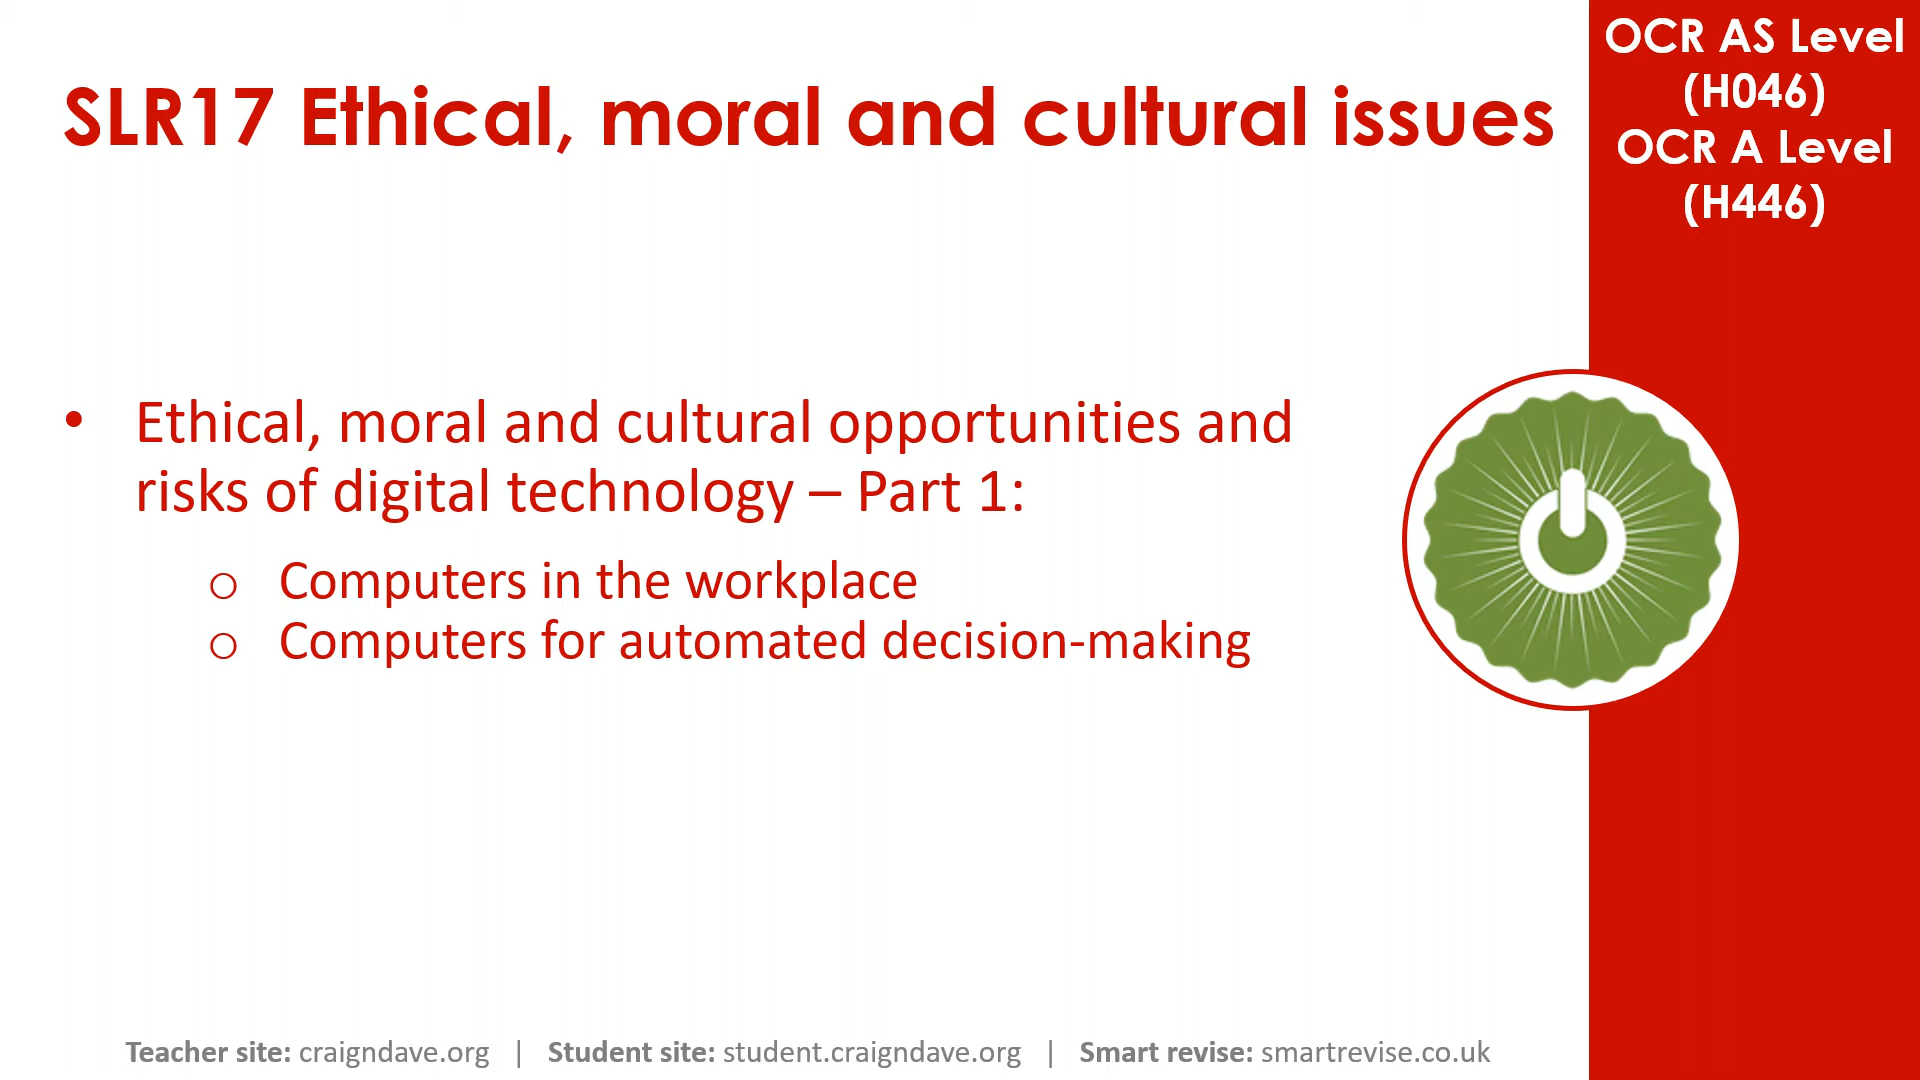 SLR17 Ethical, moral and cultural issues
OCR AS Level
(H046)
OCR A Level
(H446)
• Ethical, moral and cultural opportunities and
risks of digital technology – Part 1:
o Computers in the workplace
o Computers for automated decision-making
Teacher site: craigndave.org | Student site: student.craigndave.org | Smart revise: smartrevise.co.uk